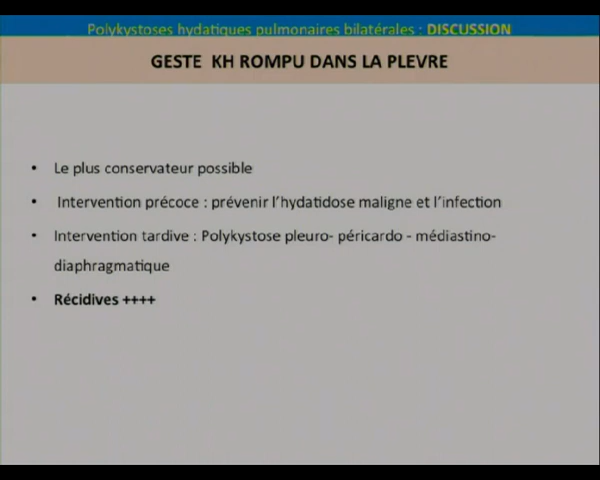 Polykystoses hydatiques pulmonaires bilatérales : DISCUSSION
GESTE KH ROMPU DANS LA PLEVRE
• Le plus conservateur possible
• Intervention précoce : prévenir l'hydatidose maligne et l'infection
• Intervention tardive : Polykystose pleuro- péricardo - médiastino-
diaphragmatique
• Récidives ++++